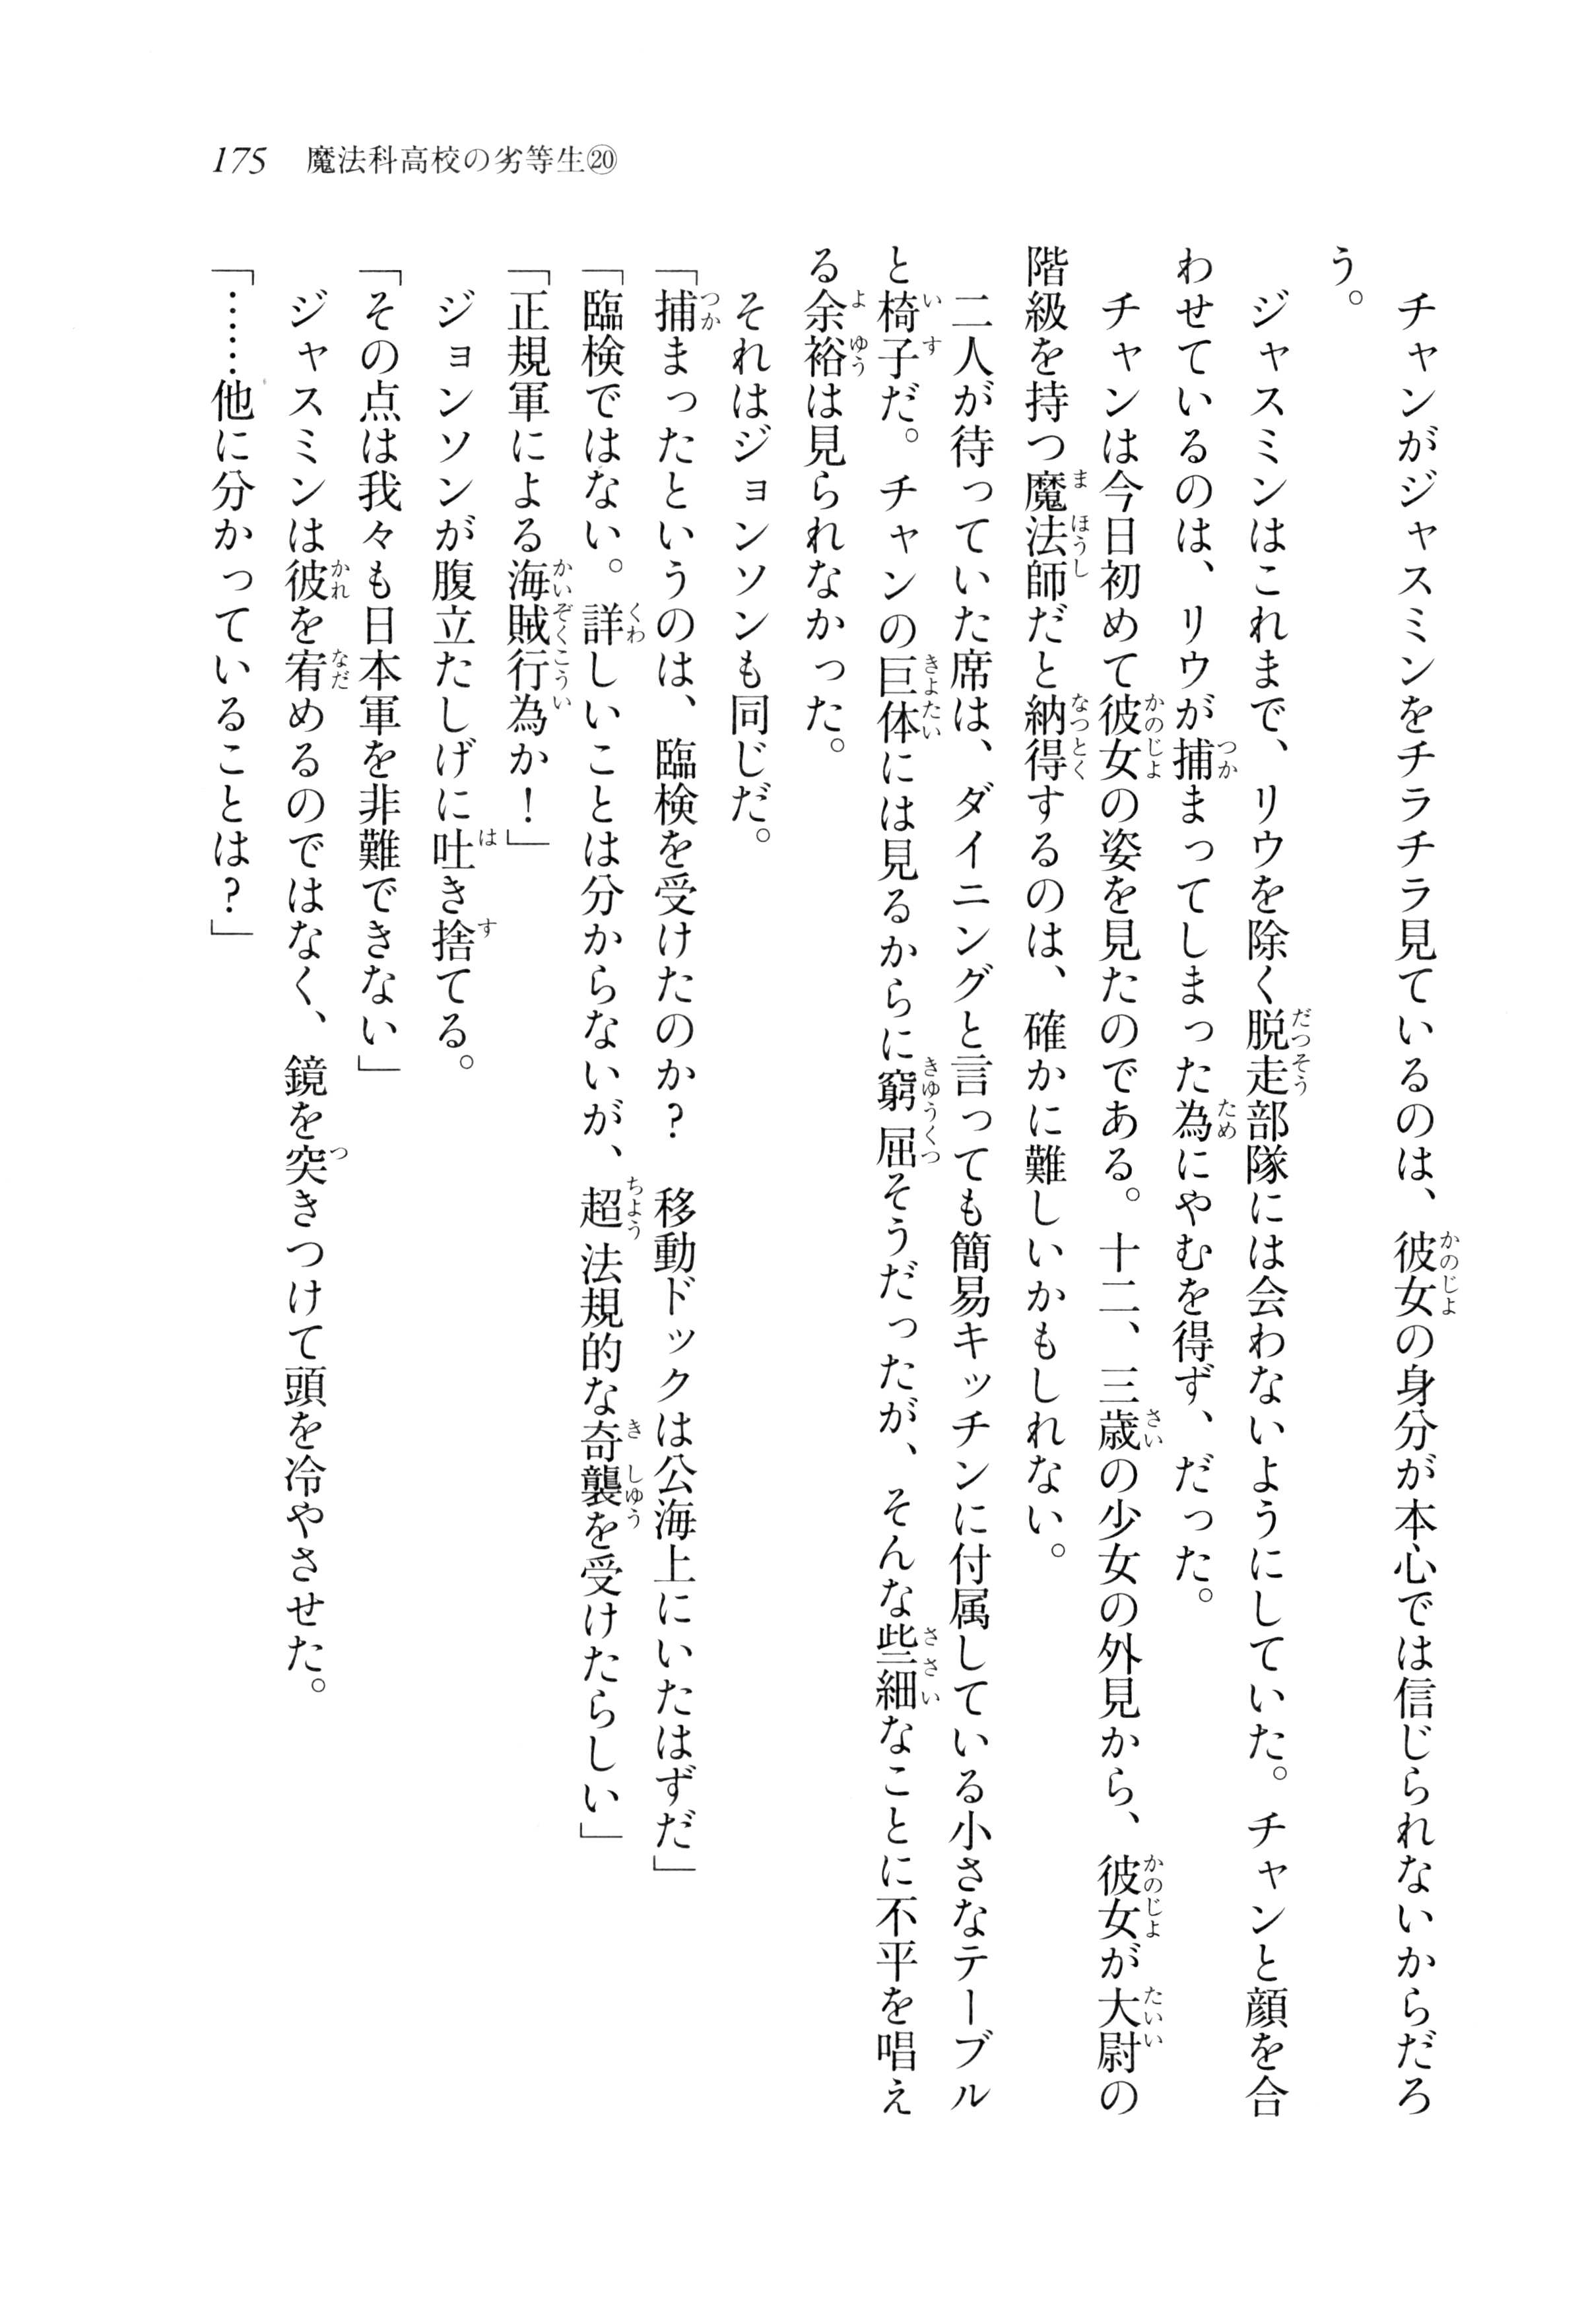 175 魔法科高校の劣等生⑳
チャンがジャスミンをチラチラ見ているのは、彼女の身分が本心では信じられないからだろ
う。
ジャスミンはこれまで、リウを除く脱走部隊には会わないようにしていた。チャンと顔を合
わせているのは、リウが捕まってしまった為にやむを得ず、だった。
チャンは今日初めて彼女の姿を見たのである。十二、三歳の少女の外見から、彼女が大尉の
階級を持つ魔法師だと納得するのは、確かに難しいかもしれない。
二人が待っていた席は、ダイニングと言っても簡易キッチンに付属している小さなテーブル
と椅子だ。チャンの巨体には見るからに窮屈そうだったが、そんな些細なことに不平を唱え
る余裕は見られなかった。
それはジョンソンも同じだ。
「捕まったというのは、臨検を受けたのか？　移動ドックは公海上にいたはずだ」
「臨検ではない。詳しいことは分からないが、超法規的な奇襲を受けたらしい」
「正規軍による海賊行為か！」
ジョンソンが腹立たしげに吐き捨てる。
「その点は我々も日本軍を非難できない」
ジャスミンは彼を宥めるのではなく、鏡を突きつけて頭を冷やさせた。
「……他に分かっていることは？」